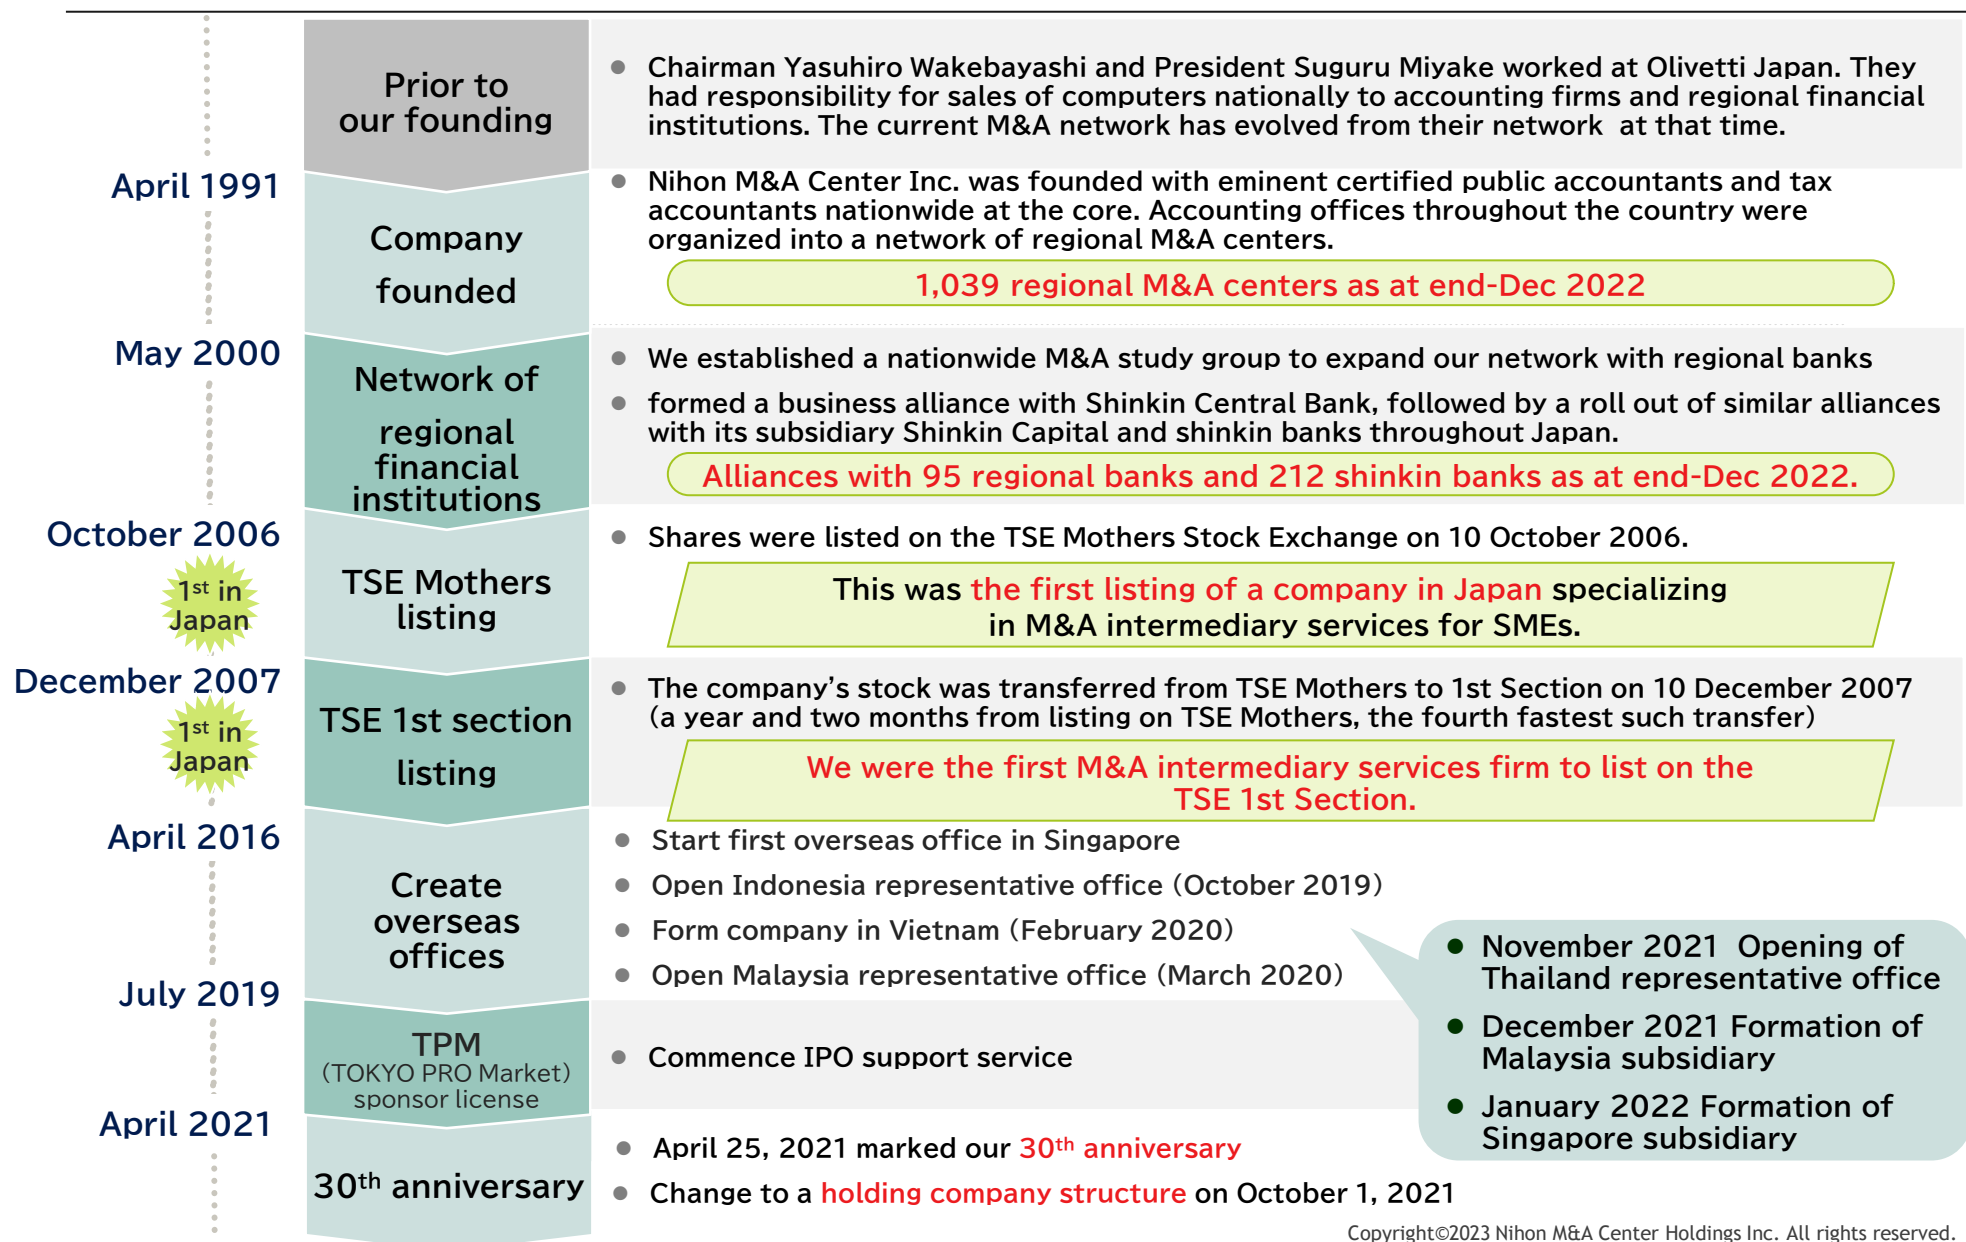 Prior to
our founding
● Chairman Yasuhiro Wakebayashi and President Suguru Miyake worked at Olivetti Japan. They
had responsibility for sales of computers nationally to accounting firms and regional financial
institutions. The current M&A network has evolved from their network at that time.
April 1991
Company
founded
● Nihon M&A Center Inc. was founded with eminent certified public accountants and tax
accountants nationwide at the core. Accounting offices throughout the country were
organized into a network of regional M&A centers.
1,039 regional M&A centers as at end-Dec 2022
May 2000
Network of
regional
financial
institutions
● We established a nationwide M&A study group to expand our network with regional banks
● formed a business alliance with Shinkin Central Bank, followed by a roll out of similar alliances
with its subsidiary Shinkin Capital and shinkin banks throughout Japan.
Alliances with 95 regional banks and 212 shinkin banks as at end-Dec 2022.
October 2006
1st in
Japan
TSE Mothers
listing
● Shares were listed on the TSE Mothers Stock Exchange on 10 October 2006.
This was the first listing of a company in Japan specializing
in M&A intermediary services for SMEs.
December 2007
1st in
Japan
TSE 1st section
listing
● The company’s stock was transferred from TSE Mothers to 1st Section on 10 December 2007
(a year and two months from listing on TSE Mothers, the fourth fastest such transfer)
We were the first M&A intermediary services firm to list on the
TSE 1st Section.
April 2016
Create
overseas
offices
● Start first overseas office in Singapore
● Open Indonesia representative office (October 2019)
● Form company in Vietnam (February 2020)
● Open Malaysia representative office (March 2020)
● November 2021 Opening of
Thailand representative office
● December 2021 Formation of
Malaysia subsidiary
● January 2022 Formation of
Singapore subsidiary
July 2019
TPM
(TOKYO PRO Market)
sponsor license
● Commence IPO support service
April 2021
30th anniversary
● April 25, 2021 marked our 30th anniversary
● Change to a holding company structure on October 1, 2021
Copyright©2023 Nihon M&A Center Holdings Inc. All rights reserved.